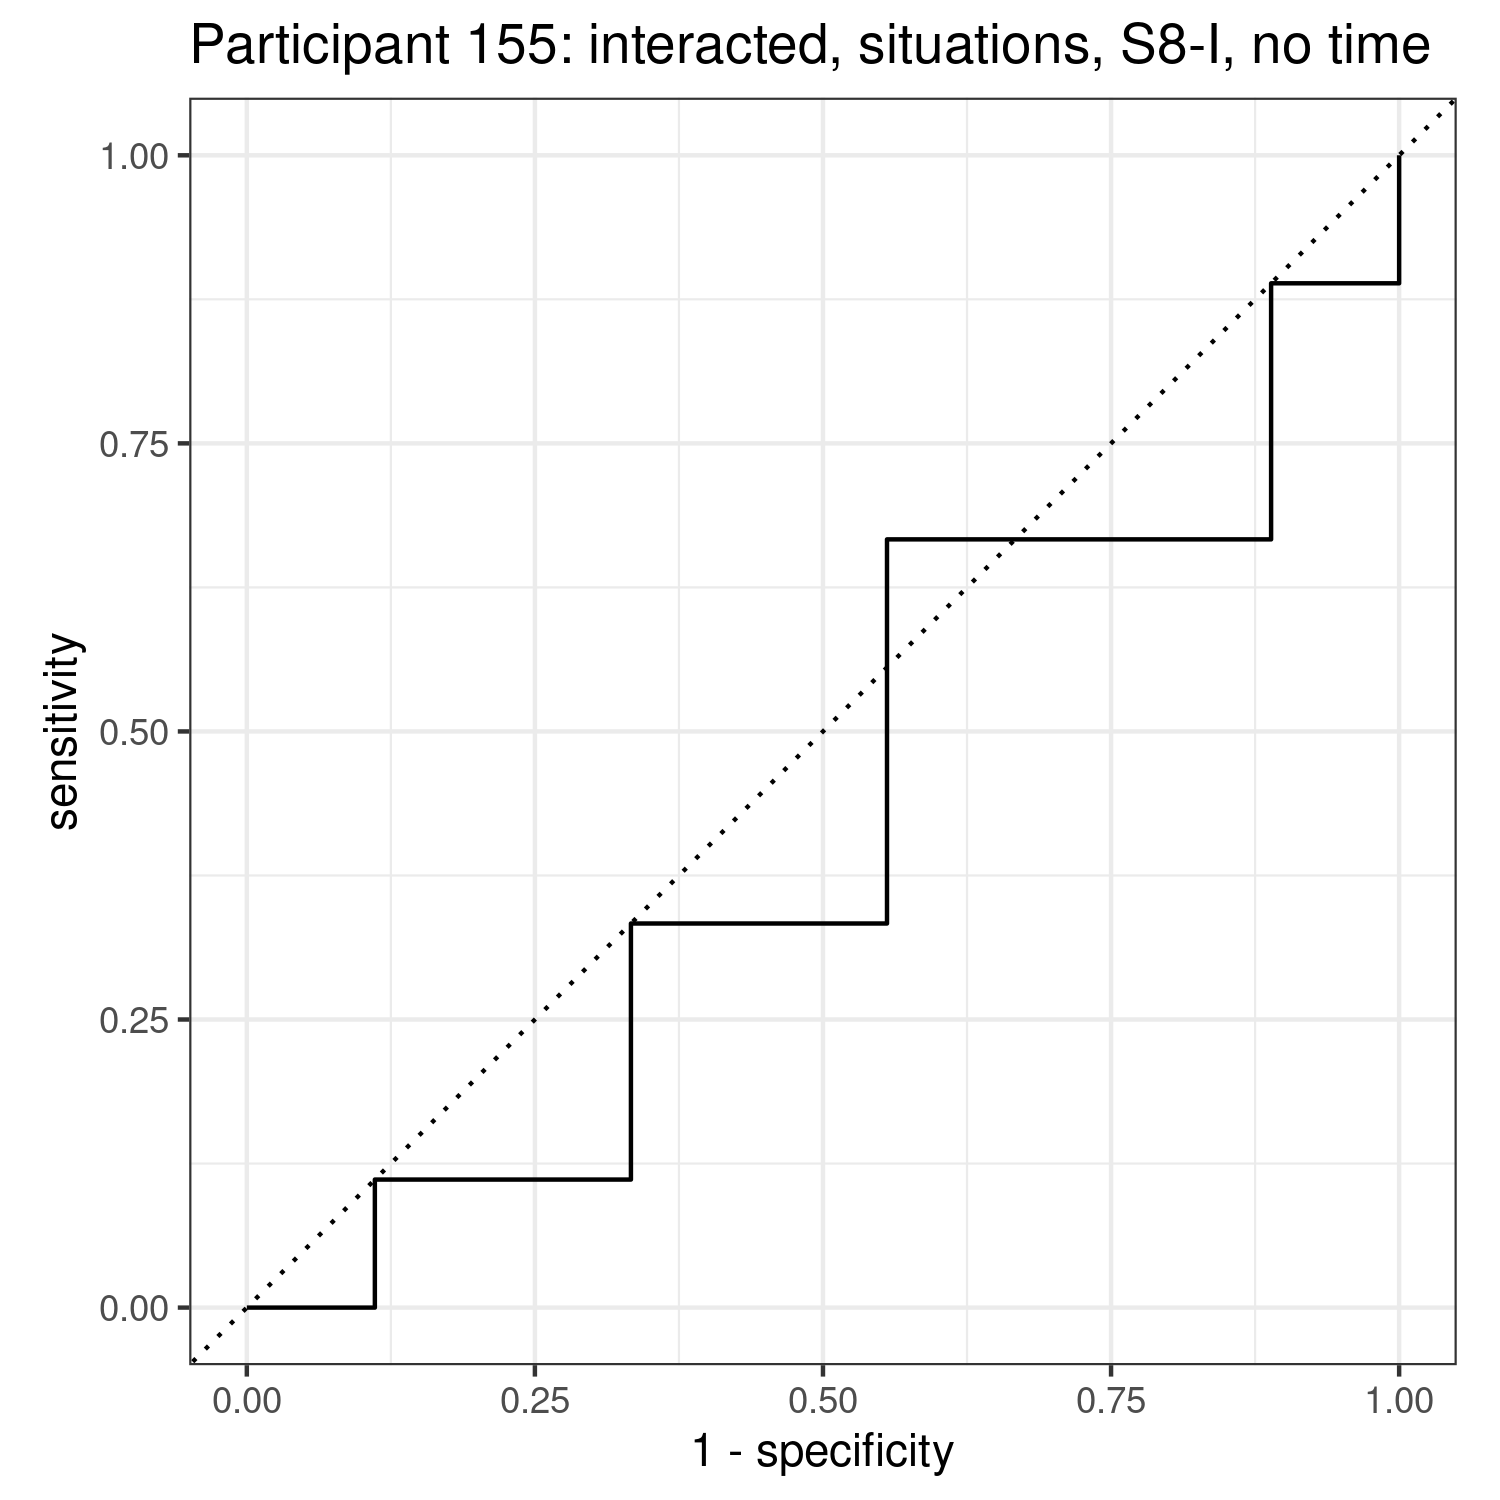 Participant 155: interacted, situations, S8-I, no time
sensitivity
1.00
0.75
0.50
0.25
0.00
0.00 0.25 0.50 0.75 1.00
1 - specificity